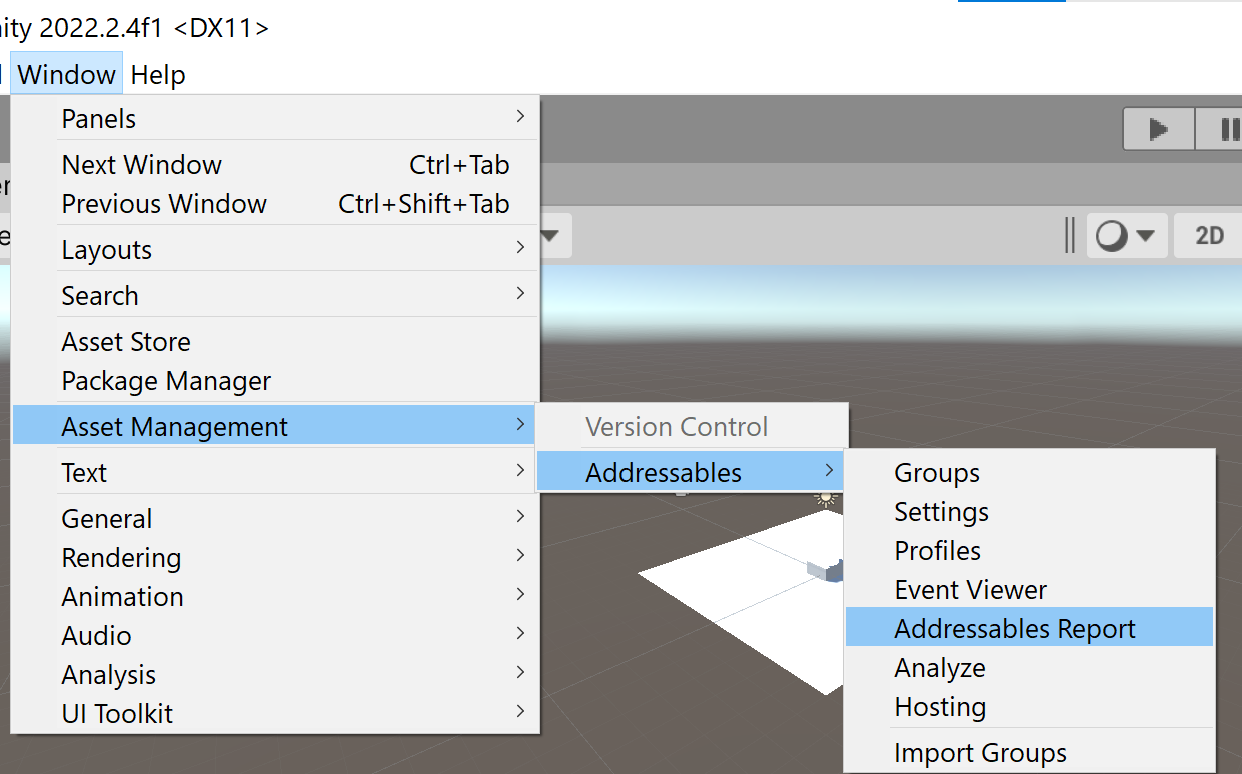 2022.2.4f1 <DX11>
Window Help
Panels
Next Window Ctrl+Tab
Previous Window Ctrl+Shift+Tab
Layouts
2D
Search
Asset Store
Package Manager
Asset Management
Version Control
Text
Addressables
Groups
General
Settings
Rendering
Profiles
Animation
Event Viewer
Audio
Addressables Report
Analysis
Analyze
UI Toolkit
Hosting
Import Groups